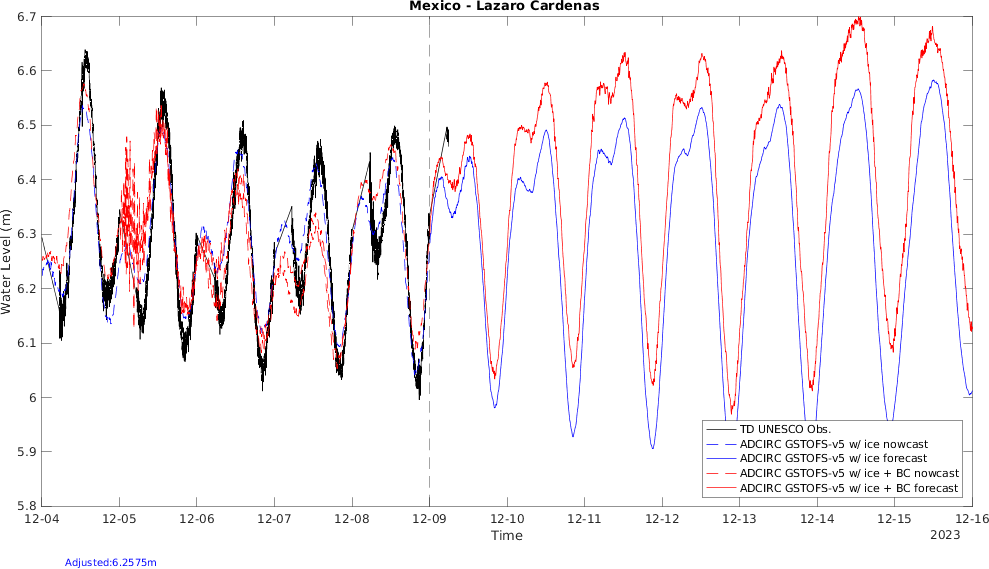 Mexico - Lazaro Cardenas
6.7
6.6
6.5
6.4
6.3
6.2
6.1
6
5.9
5.8
Water Level (m)
TD UNESCO Obs.
ADCIRC GSTOFS-v5 w/ ice nowcast
ADCIRC GSTOFS-v5 w/ ice forecast
ADCIRC GSTOFS-v5 w/ ice + BC nowcast
ADCIRC GSTOFS-v5 w/ ice + BC forecast
12-04 12-05 12-06 12-07 12-08 12-09 12-10 12-11 12-12 12-13 12-14 12-15 12-16
Time
2023
Adjusted:6.2575m